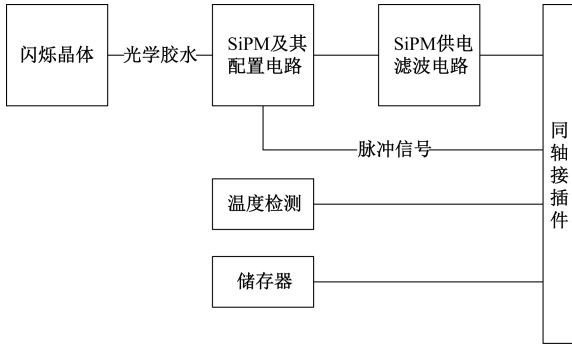 闪烁晶体
光学胶水
SiPM及其
配置电路
SiPM供电
滤波电路
脉冲信号
温度检测
储存器
同轴接插件